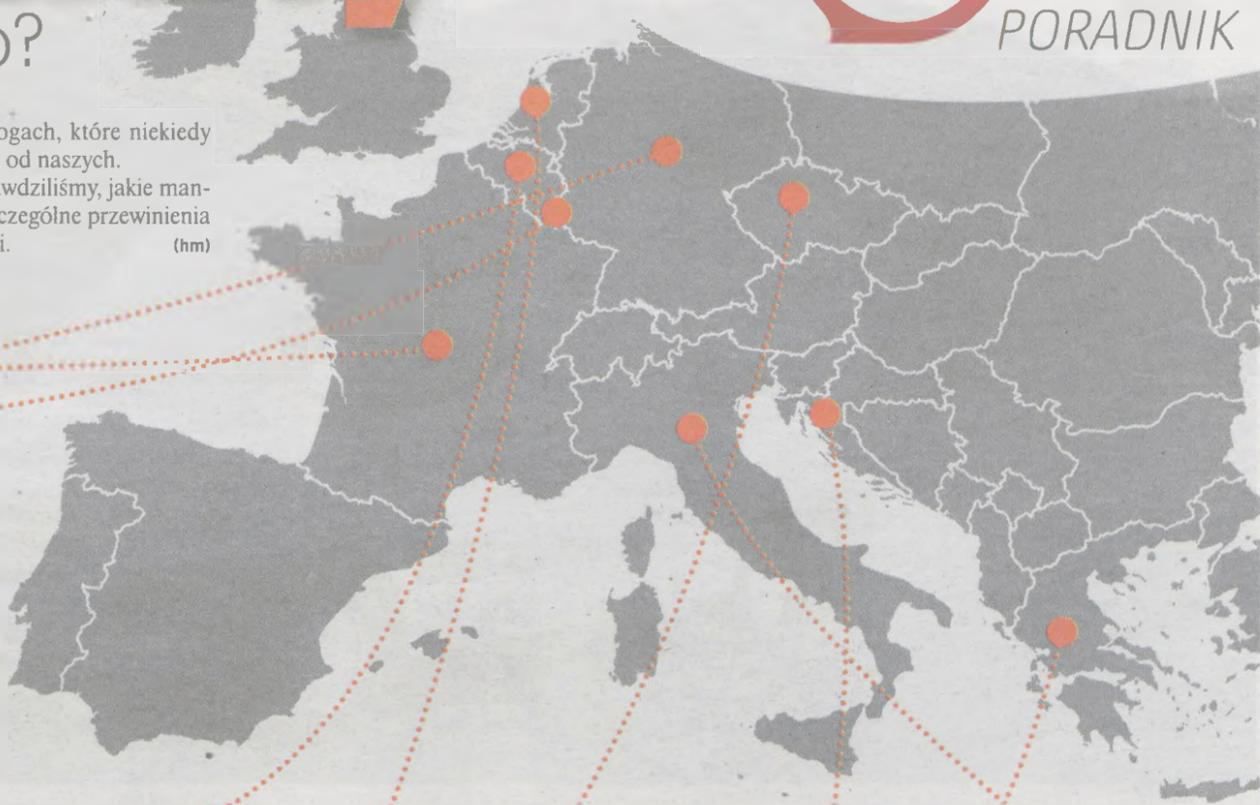 o?
PORADNIK
ogach, które niekiedy
od naszych.
wdziliśmy, jakie man-
czególne przewinienia
i. (hm)